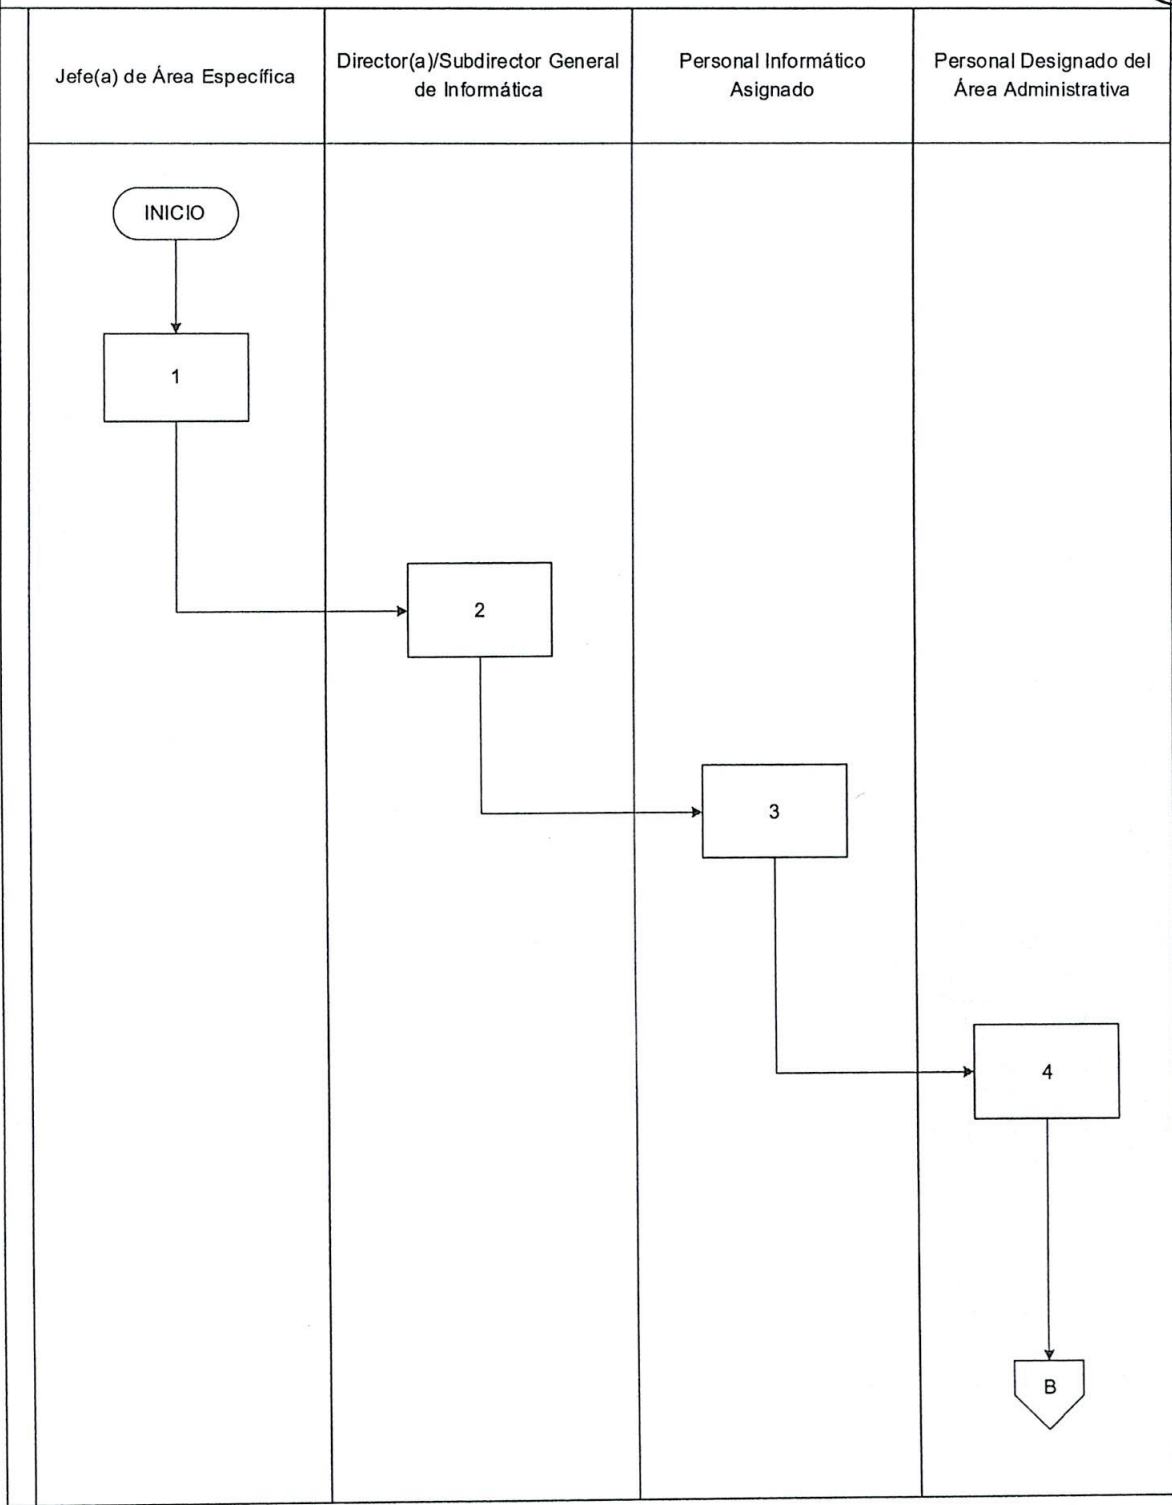 Jefe(a) de Área Específica
Director(a)/Subdirector General
de Informática
Personal Informático
Asignado
Personal Designado del
Área Administrativa
INICIO
1
2
3
4
B